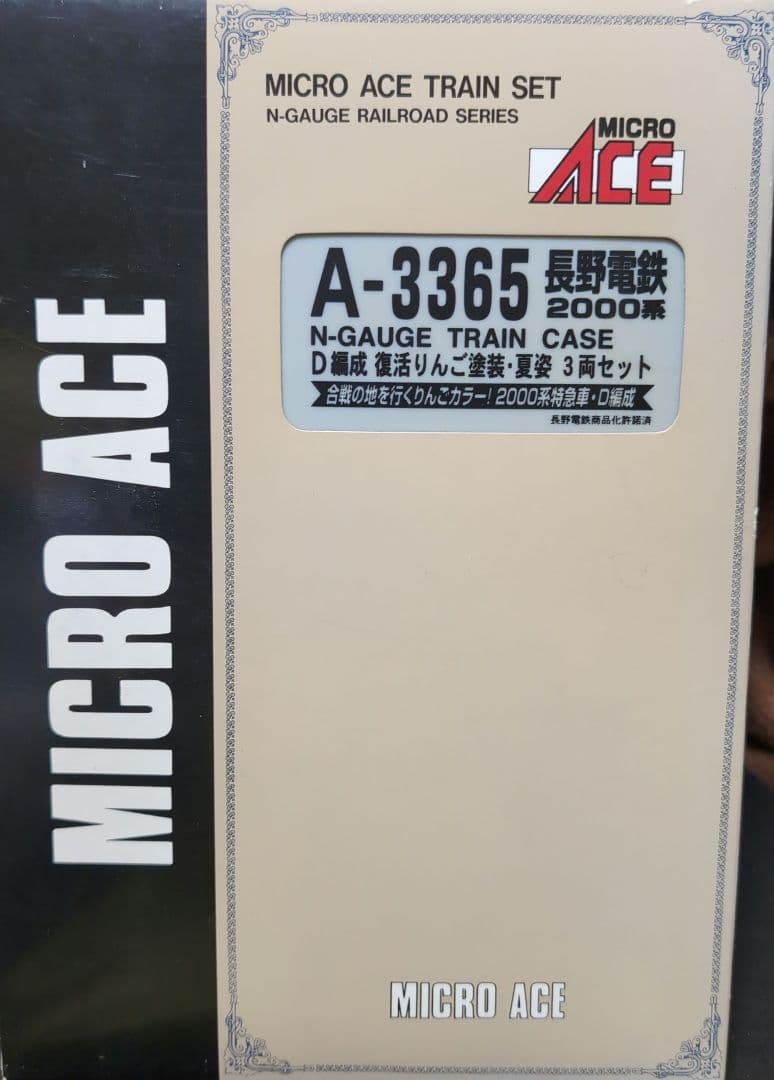 MICRO ACE
MICRO ACE TRAIN SET
N-GAUGE RAILROAD SERIES
MICRO
ACE
A-3365 長野電鉄
2000系
N-GAUGE TRAIN CASE
D編成 復活りんご塗装・夏姿 3両セット
合戦の地を行くりんごカラー!2000系特急車・D編成
長野電鉄商品化許諾済
MICRO ACE